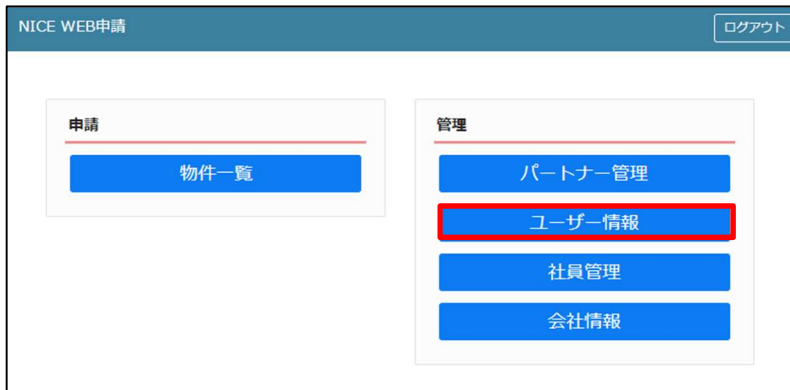 NICE WEB申請
ログアウト
申請
物件一覧
管理
パートナー管理
ユーザー情報
社員管理
会社情報